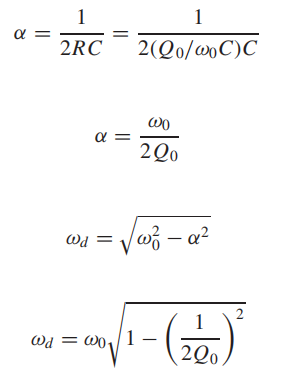 α = 1/2RC = 1/2(Q₀/ω₀C)C
α = ω₀/2Q₀
ω_d = √(ω₀² − α²)
ω_d = ω₀√(1 − (1/2Q₀)²)